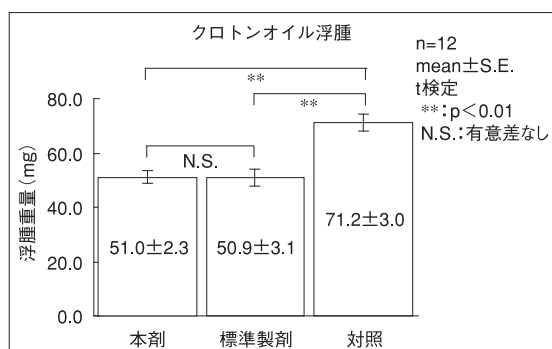 クロトンオイル浮腫
n=12
mean±S.E.
t検定
**:p<0.01
N.S.:有意差なし
**
**
N.S.
浮腫重量(mg)
80.0
60.0
40.0
20.0
0.0
51.0±2.3
50.9±3.1
71.2±3.0
本剤
標準製剤
対照